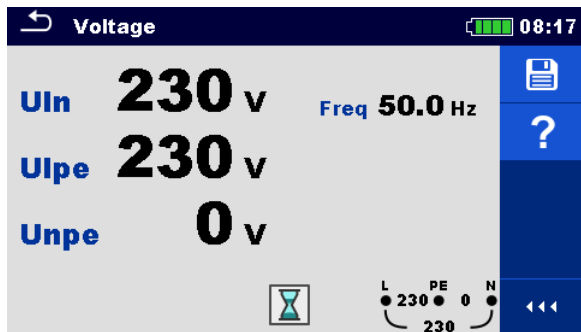 Voltage 08:17
Uln 230 V Freq 50.0 Hz
Ulpe 230 V
?
Unpe 0 V
L PE N
230 0
230